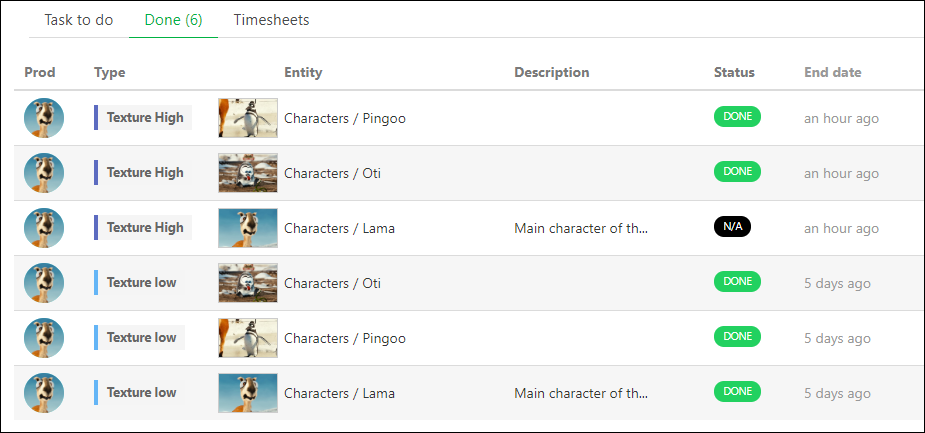 Task to do Done (6) Timesheets
Prod Type Entity Description Status End date
Texture High Characters / Pingoo DONE an hour ago
Texture High Characters / Oti DONE an hour ago
Texture High Characters / Lama Main character of th... N/A an hour ago
Texture low Characters / Oti DONE 5 days ago
Texture low Characters / Pingoo DONE 5 days ago
Texture low Characters / Lama Main character of th... DONE 5 days ago